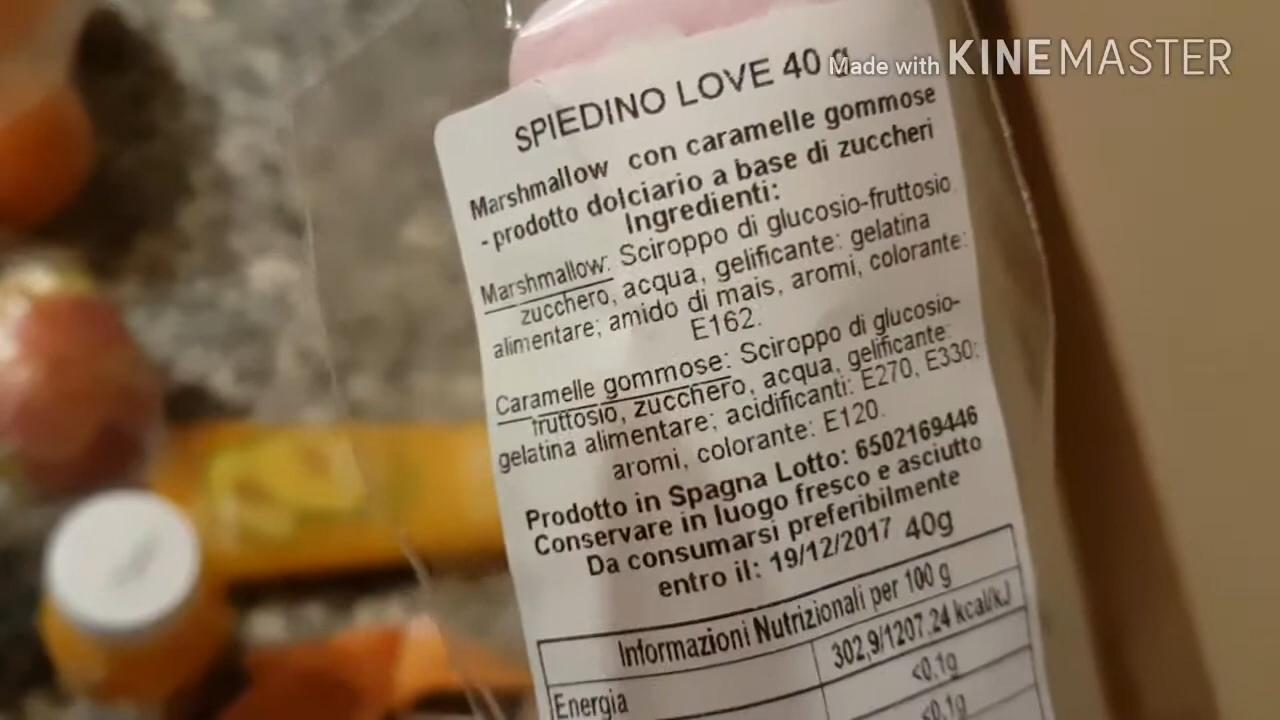 Made with KINEMASTER
SPIEDINO LOVE 40 g
Marshmallow con caramelle gommose
- prodotto dolciario a base di zuccheri
Ingredienti:
Marshmallow: Sciroppo di glucosio-fruttosio
zucchero, acqua, gelificante: gelatina
alimentare; amido di mais, aromi, colorante:
E162.
Caramelle gommose: Sciroppo di glucosio-
fruttosio, zucchero, acqua, gelificante:
gelatina alimentare; acidificanti: E270, E330;
aromi, colorante: E120.
Prodotto in Spagna Lotto: 6502169446
Conservare in luogo fresco e asciutto
Da consumarsi preferibilmente
entro il: 19/12/2017 40g
Informazioni Nutrizionali per 100 g
Energia 302,9/1207.24 kcal/kJ
<0.1g
<0.1g